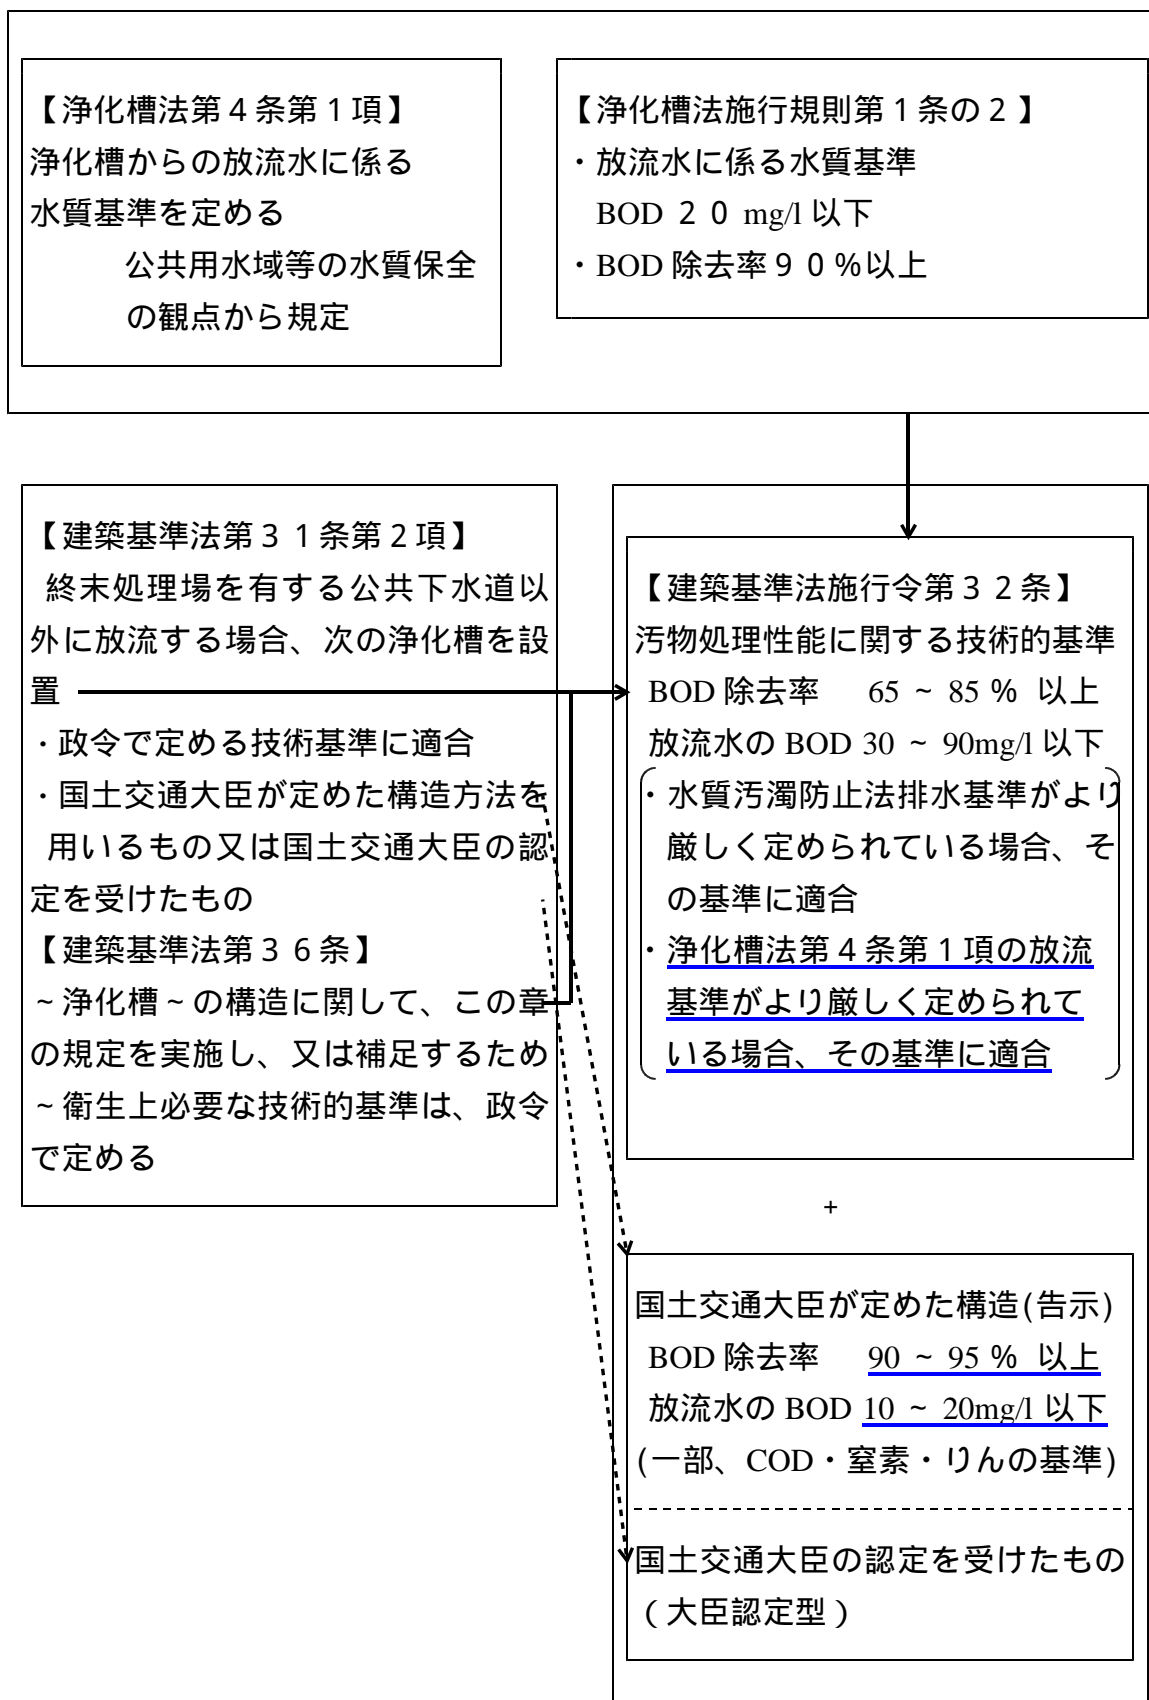 【浄化槽法第４条第１項】
浄化槽からの放流水に係る
水質基準を定める
公共用水域等の水質保全
の観点から規定
【浄化槽法施行規則第１条の２】
・放流水に係る水質基準
BOD ２０ mg/l 以下
・BOD 除去率９０％以上
【建築基準法第３１条第２項】
終末処理場を有する公共下水道以
外に放流する場合、次の浄化槽を設
置
・政令で定める技術基準に適合
・国土交通大臣が定めた構造方法を
用いるもの又は国土交通大臣の認
定を受けたもの
【建築基準法第３６条】
～浄化槽～の構造に関して、この章
の規定を実施し、又は補足するため
～衛生上必要な技術的基準は、政令
で定める
【建築基準法施行令第３２条】
汚物処理性能に関する技術的基準
BOD 除去率　65 ～ 85 ％ 以上
放流水の BOD 30 ～ 90mg/l 以下
・水質汚濁防止法排水基準がより
厳しく定められている場合、そ
の基準に適合
・浄化槽法第４条第１項の放流
基準がより厳しく定められて
いる場合、その基準に適合
+
国土交通大臣が定めた構造(告示)
BOD 除去率　90 ～ 95 ％ 以上
放流水の BOD 10 ～ 20mg/l 以下
(一部、COD・窒素・りんの基準)
国土交通大臣の認定を受けたもの
（大臣認定型）